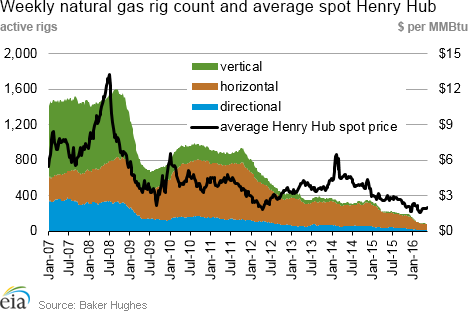 Weekly natural gas rig count and average spot Henry Hub
active rigs $ per MMBtu
2,000 $15
1,600 $12
1,200 $9
800 $6
400 $3
0 $0
vertical
horizontal
directional
average Henry Hub spot price
Jan-07 Jul-07 Jan-08 Jul-08 Jan-09 Jul-09 Jan-10 Jul-10 Jan-11 Jul-11 Jan-12 Jul-12 Jan-13 Jul-13 Jan-14 Jul-14 Jan-15 Jul-15 Jan-16
eia Source: Baker Hughes